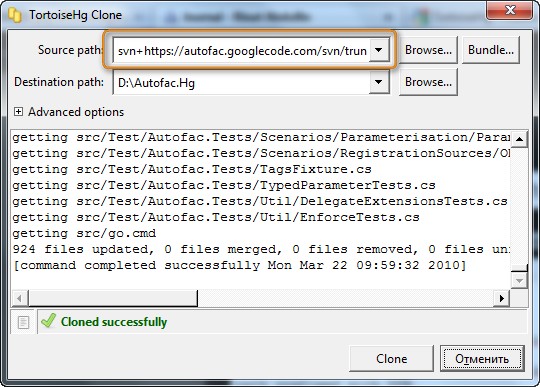 TortoiseHg Clone
Source path: svn+https://autofac.googlecode.com/svn/trun Browse... Bundle...
Destination path: D:\Autofac.Hg Browse...
Advanced options
getting src/Test/Autofac.Tests/Scenarios/Parameterisation/Para
getting src/Test/Autofac.Tests/Scenarios/RegistrationSources/O
getting src/Test/Autofac.Tests/TagsFixture.cs
getting src/Test/Autofac.Tests/TypedParameterTests.cs
getting src/Test/Autofac.Tests/Util/DelegateExtensionsTests.cs
getting src/Test/Autofac.Tests/Util/EnforceTests.cs
getting src/go.cmd
924 files updated, 0 files merged, 0 files removed, 0 files un
[command completed successfully Mon Mar 22 09:59:32 2010]
Cloned successfully
Clone Отменить